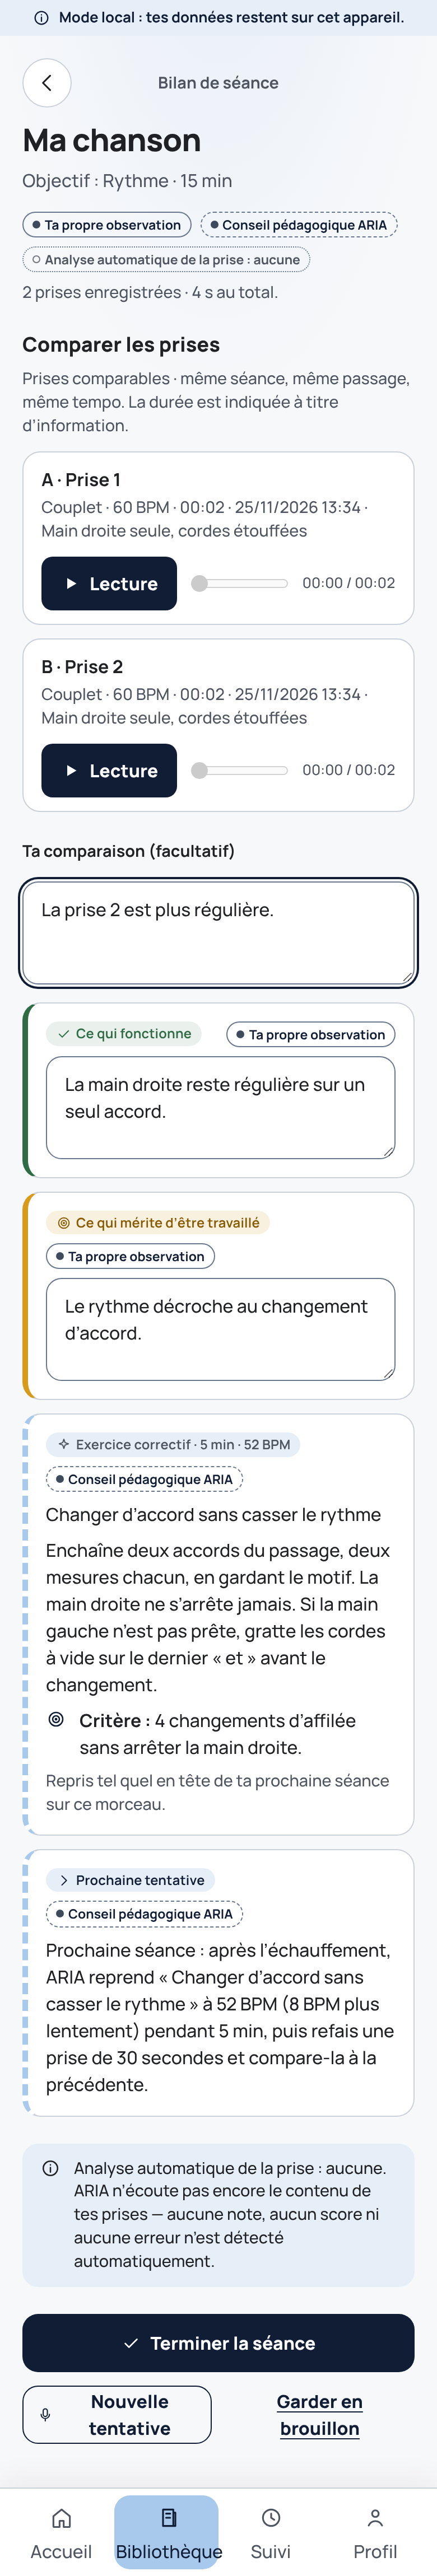 Mode local : tes données restent sur cet appareil.
Bilan de séance
Ma chanson
Objectif : Rythme · 15 min
Ta propre observation
Conseil pédagogique ARIA
Analyse automatique de la prise : aucune
2 prises enregistrées · 4 s au total.
Comparer les prises
Prises comparables · même séance, même passage,
même tempo. La durée est indiquée à titre
d’information.
A · Prise 1
Couplet · 60 BPM · 00:02 · 25/11/2026 13:34 ·
Main droite seule, cordes étouffées
Lecture
00:00 / 00:02
B · Prise 2
Couplet · 60 BPM · 00:02 · 25/11/2026 13:34 ·
Main droite seule, cordes étouffées
Lecture
00:00 / 00:02
Ta comparaison (facultatif)
La prise 2 est plus régulière.
Ce qui fonctionne
Ta propre observation
La main droite reste régulière sur un
seul accord.
Ce qui mérite d’être travaillé
Ta propre observation
Le rythme décroche au changement
d’accord.
Exercice correctif · 5 min · 52 BPM
Conseil pédagogique ARIA
Changer d’accord sans casser le rythme
Enchaîne deux accords du passage, deux
mesures chacun, en gardant le motif. La
main droite ne s’arrête jamais. Si la main
gauche n’est pas prête, gratte les cordes
à vide sur le dernier « et » avant le
changement.
Critère : 4 changements d’affilée
sans arrêter la main droite.
Repris tel quel en tête de ta prochaine séance
sur ce morceau.
Prochaine tentative
Conseil pédagogique ARIA
Prochaine séance : après l’échauffement,
ARIA reprend « Changer d’accord sans
casser le rythme » à 52 BPM (8 BPM plus
lentement) pendant 5 min, puis refais une
prise de 30 secondes et compare-la à la
précédente.
Analyse automatique de la prise : aucune.
ARIA n’écoute pas encore le contenu de
tes prises — aucune note, aucun score ni
aucune erreur n’est détecté
automatiquement.
Terminer la séance
Nouvelle
tentative
Garder en
brouillon
Accueil
Bibliothèque
Suivi
Profil